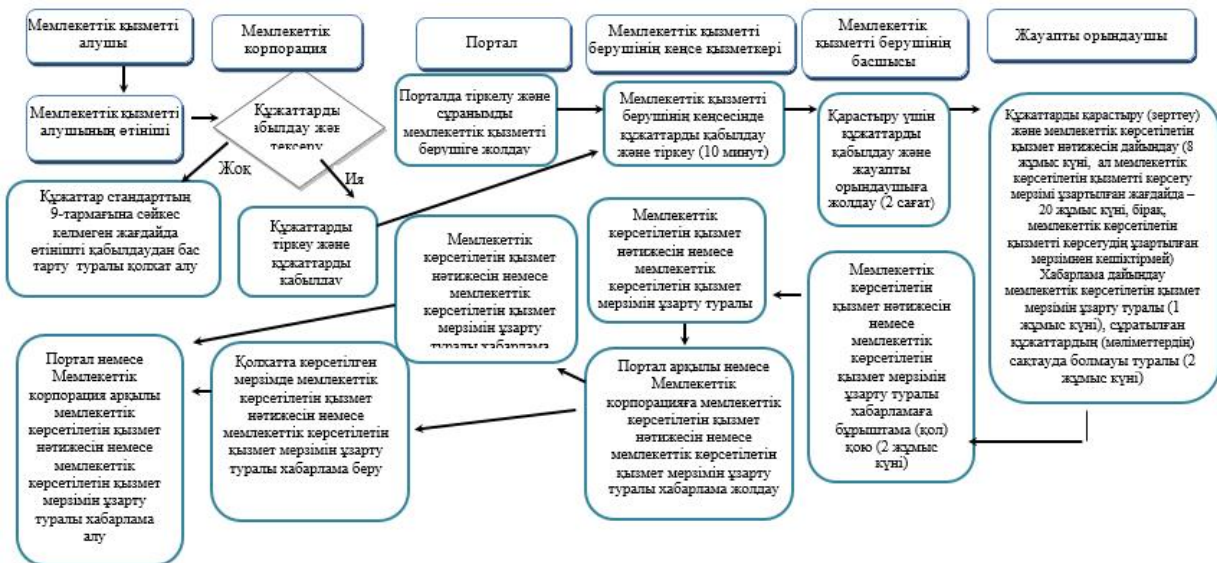 Мемлекеттік қызметті
алушы
Мемлекеттік
корпорация
Портал
Мемлекеттік қызметті
берушінің кеңсе қызметкері
Мемлекеттік
қызметті берушінің
басшысы
Жауапты орындаушы
Мемлекеттік қызметті
алушының өтініші
Құжаттарды
тексеру
Жоқ
Ия
Құжаттар стандарттың
9-тармағына сәйкес
келмеген жағдайда
өтінішті қабылдаудан бас
тарту туралы қолхат алу
Құжаттарды
тіркеу және
құжаттарды
қабылдау
Порталда тіркелу және
сұранымды
мемлекеттік қызметті
берушіге жолдау
Мемлекеттік қызметті
берушінің кеңсесінде
құжаттарды қабылдау
және тіркеу (10 минут)
Қарастыру үшін
құжаттарды
қабылдау және
жауапты
орындаушыға
жолдау (2 сағат)
Құжаттарды қарастыру (зерттеу)
және мемлекеттік көрсетілетін
қызмет нәтижесін дайындау (8
жұмыс күні, ал мемлекеттік
көрсетілетін қызметті көрсету
мерзімі ұзартылған жағдайда –
20 жұмыс күні, бірақ,
мемлекеттік көрсетілетін
қызметті көрсетудің ұзартылған
мерзімнен кешіктірмей)
Хабарлама дайындау
мемлекеттік көрсетілетін қызмет
мерзімін ұзарту туралы (1
жұмыс күні), сұратылған
құжаттардың (мәліметтердің)
сақтауда болмауы туралы (2
жұмыс күні)
Мемлекеттік
көрсетілетін
қызмет нәтижесін
немесе
мемлекеттік
көрсетілетін
қызмет мерзімін
ұзарту туралы
хабарламаға
бұрыштама (қол)
қою (2 жұмыс
күні)
Мемлекеттік
көрсетілетін қызмет
нәтижесін немесе
мемлекеттік
көрсетілетін қызмет
мерзімін ұзарту туралы
Портал арқылы немесе
Мемлекеттік
корпорацияға мемлекеттік
көрсетілетін қызмет
нәтижесін немесе
мемлекеттік көрсетілетін
қызмет мерзімін ұзарту
туралы хабарлама жолдау
Мемлекеттік
көрсетілетін қызмет
нәтижесін немесе
мемлекеттік
көрсетілетін қызмет
мерзімін ұзарту
туралы хабарлама
Қолхатта көрсетілген
мерзімде мемлекеттік
көрсетілетін қызмет
нәтижесін немесе
мемлекеттік көрсетілетін
қызмет мерзімін ұзарту
туралы хабарлама беру
Портал немесе
Мемлекеттік
корпорация арқылы
мемлекеттік
көрсетілетін қызмет
нәтижесін немесе
мемлекеттік
көрсетілетін қызмет
мерзімін ұзарту
туралы хабарлама
алу